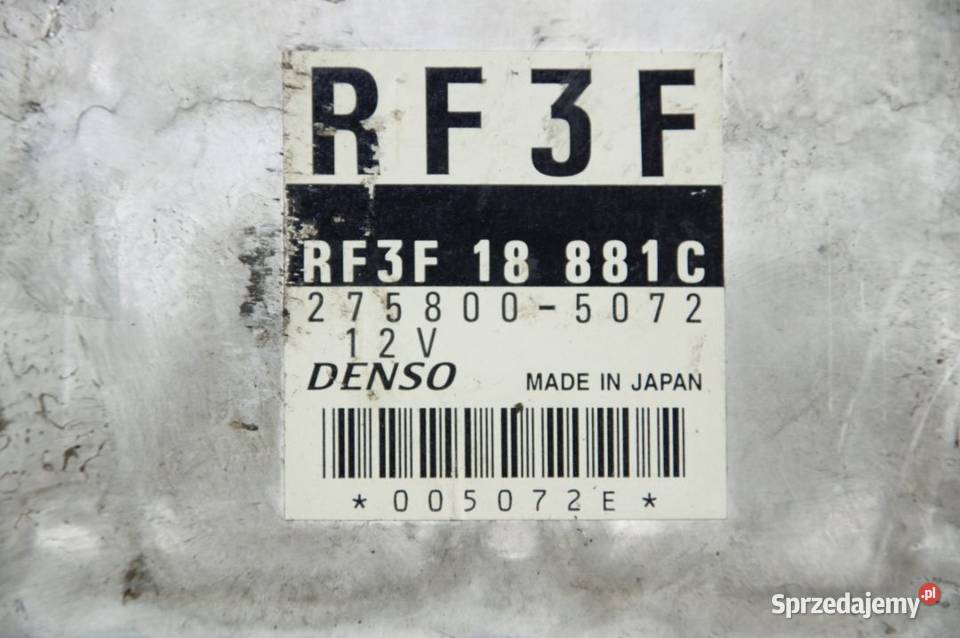 RF3F
RF3F 18 881C
275800-5072
12V
DENSO MADE IN JAPAN
*005072E*
Sprzedajemy.pl